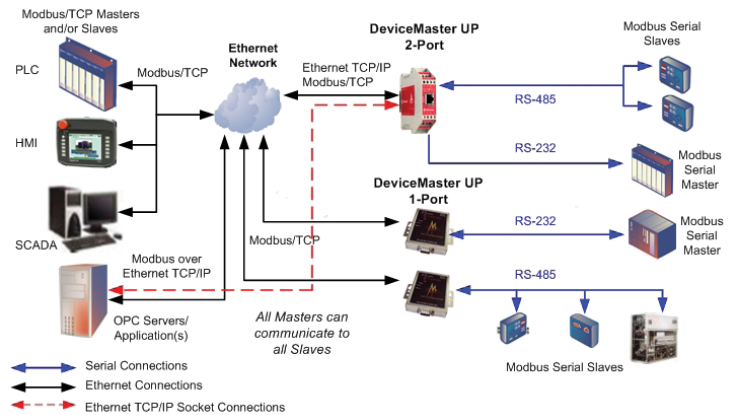 Modbus/TCP Masters
and/or Slaves
PLC
Modbus/TCP
HMI
SCADA
Ethernet
Network
Ethernet TCP/IP
Modbus/TCP
DeviceMaster UP
2-Port
Modbus Serial
Slaves
RS-485
RS-232
Modbus
Serial
Master
DeviceMaster UP
1-Port
Modbus/TCP
RS-232
Modbus
Serial
Master
Modbus over
Ethernet TCP/IP
RS-485
OPC Servers/
Application(s)
All Masters can
communicate to
all Slaves
Modbus Serial Slaves
Serial Connections
Ethernet Connections
Ethernet TCP/IP Socket Connections